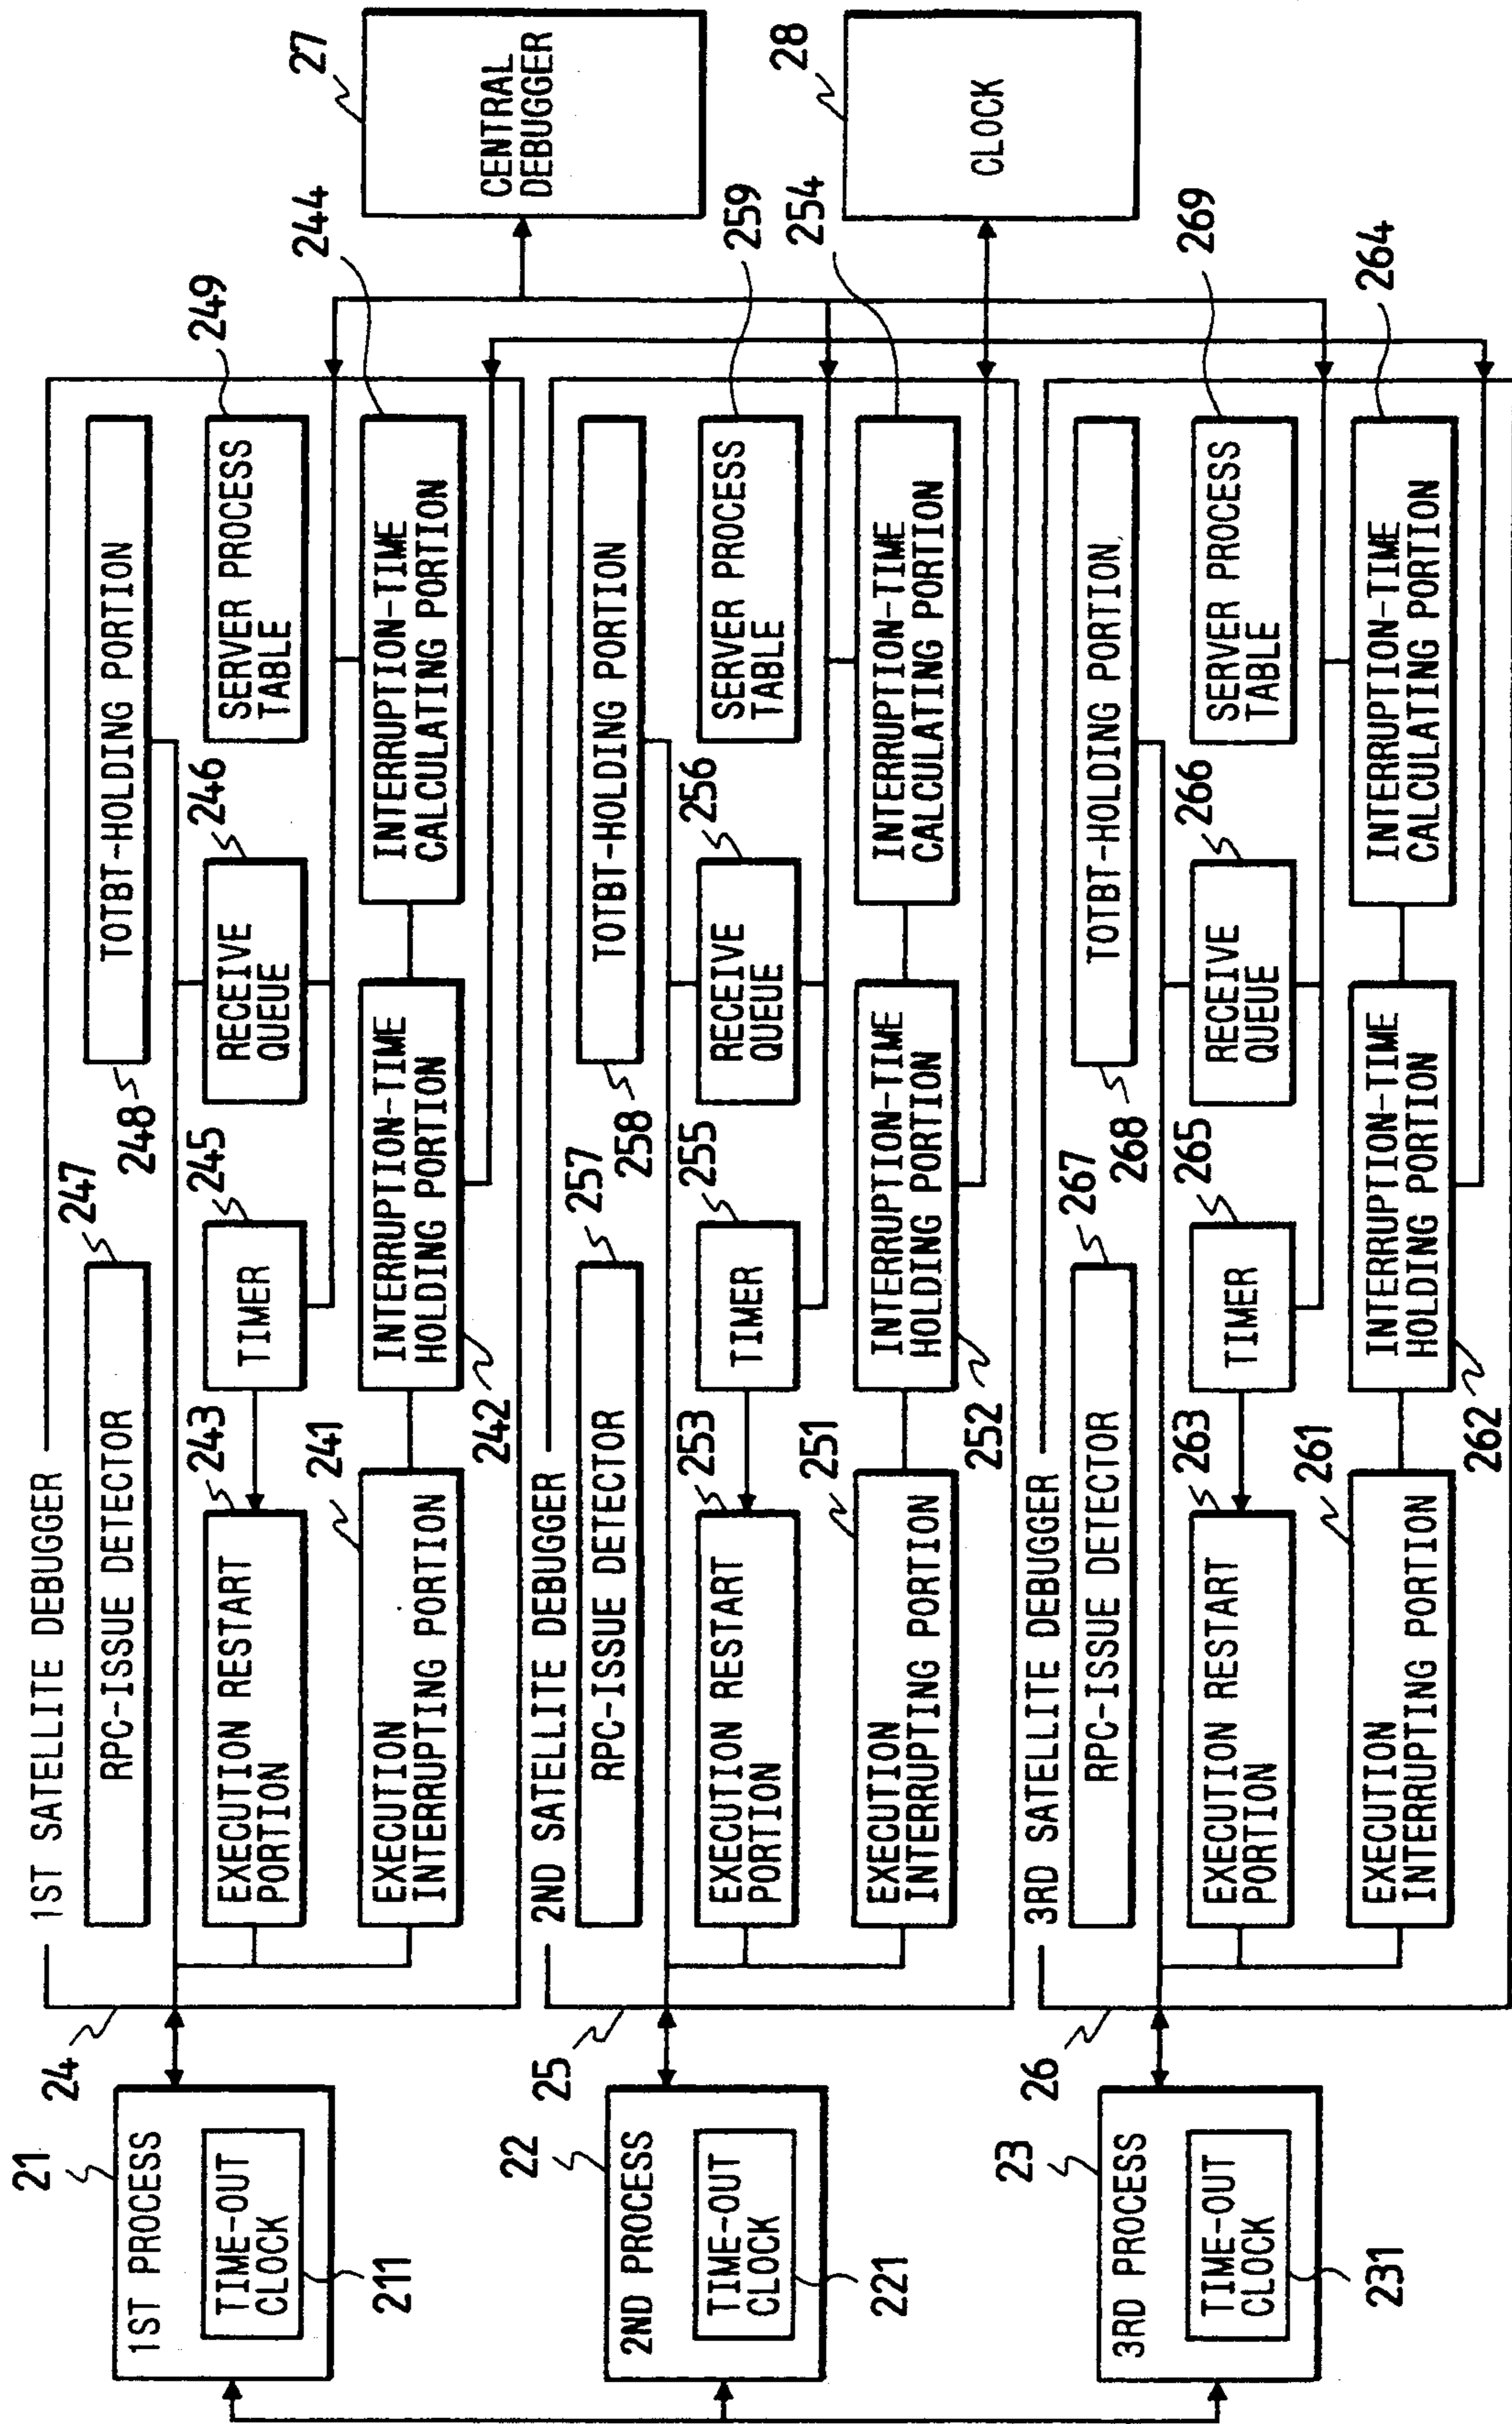 21
1ST PROCESS
TIME-OUT
CLOCK
211
24
1ST SATELLITE DEBUGGER
RPC-ISSUE DETECTOR
247
TOTBT-HOLDING PORTION
248
EXECUTION RESTART
PORTION
243
TIMER
245
RECEIVE
QUEUE
246
SERVER PROCESS
TABLE
249
EXECUTION
INTERRUPTING PORTION
241
INTERRUPTION-TIME
HOLDING PORTION
242
INTERRUPTION-TIME
CALCULATING PORTION
244
CENTRAL
DEBUGGER
27
22
2ND PROCESS
TIME-OUT
CLOCK
221
25
2ND SATELLITE DEBUGGER
RPC-ISSUE DETECTOR
257
TOTBT-HOLDING PORTION
258
EXECUTION RESTART
PORTION
253
TIMER
255
RECEIVE
QUEUE
256
SERVER PROCESS
TABLE
259
EXECUTION
INTERRUPTING PORTION
251
INTERRUPTION-TIME
HOLDING PORTION
252
INTERRUPTION-TIME
CALCULATING PORTION
254
CLOCK
28
23
3RD PROCESS
TIME-OUT
CLOCK
231
26
3RD SATELLITE DEBUGGER
RPC-ISSUE DETECTOR
267
TOTBT-HOLDING PORTION
268
EXECUTION RESTART
PORTION
263
TIMER
265
RECEIVE
QUEUE
266
SERVER PROCESS
TABLE
269
EXECUTION
INTERRUPTING PORTION
261
INTERRUPTION-TIME
HOLDING PORTION
262
INTERRUPTION-TIME
CALCULATING PORTION
264